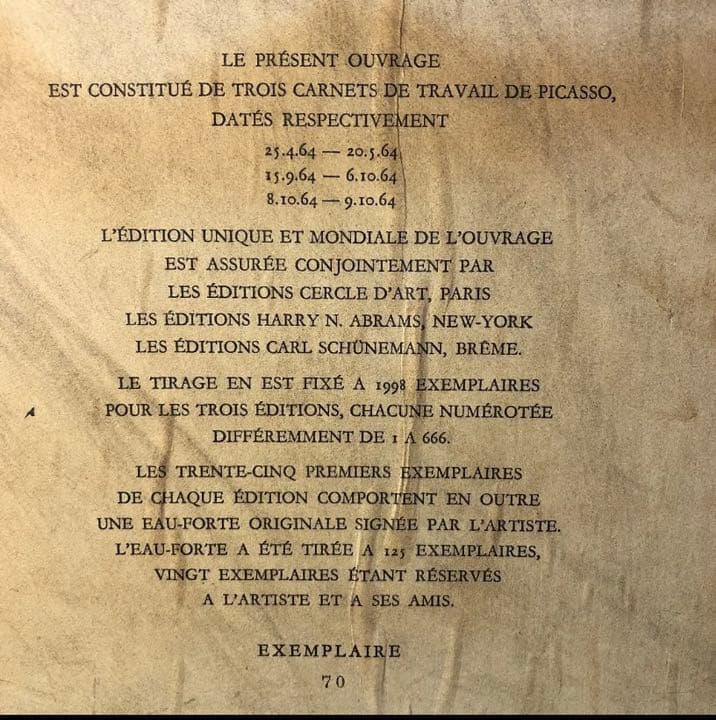 LE PRÉSENT OUVRAGE
EST CONSTITUÉ DE TROIS CARNETS DE TRAVAIL DE PICASSO,
DATÉS RESPECTIVEMENT
25.4.64 — 20.5.64
15.9.64 — 6.10.64
8.10.64 — 9.10.64
L'ÉDITION UNIQUE ET MONDIALE DE L'OUVRAGE
EST ASSURÉE CONJOINTEMENT PAR
LES ÉDITIONS CERCLE D'ART, PARIS
LES ÉDITIONS HARRY N. ABRAMS, NEW-YORK
LES ÉDITIONS CARL SCHÜNEMANN, BRÊME.
LE TIRAGE EN EST FIXÉ A 1998 EXEMPLAIRES
POUR LES TROIS ÉDITIONS, CHACUNE NUMÉROTÉE
DIFFÉREMMENT DE 1 A 666.
LES TRENTE-CINQ PREMIERS EXEMPLAIRES
DE CHAQUE ÉDITION COMPORTENT EN OUTRE
UNE EAU-FORTE ORIGINALE SIGNÉE PAR L'ARTISTE.
L'EAU-FORTE A ÉTÉ TIRÉE A 125 EXEMPLAIRES,
VINGT EXEMPLAIRES ÉTANT RÉSERVÉS
A L'ARTISTE ET A SES AMIS.
EXEMPLAIRE
70